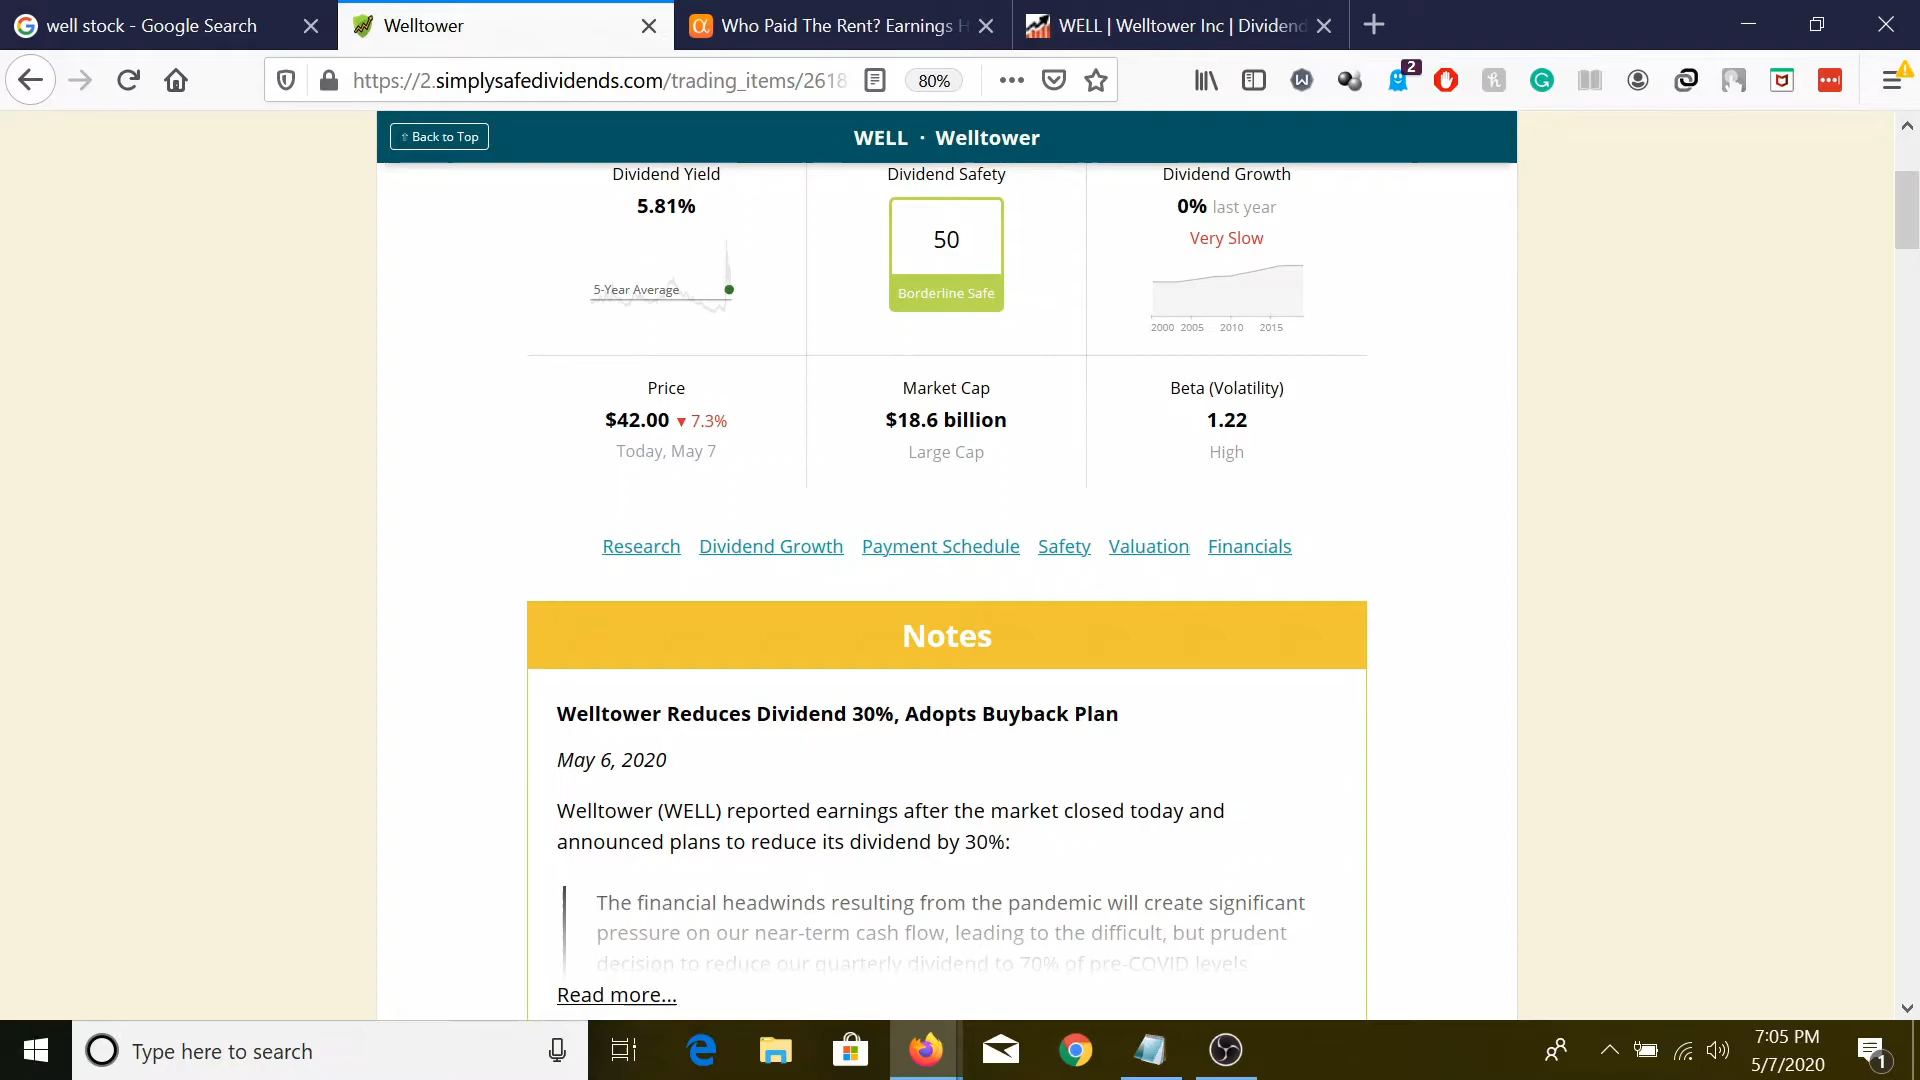 well stock - Google Search
Welltower
Who Paid The Rent? Earnings H
WELL | Welltower Inc | Dividend
https://2.simplysafedividends.com/trading_items/2618
80%
2
Back to Top
WELL · Welltower
Dividend Yield
5.81%
5-Year Average
Dividend Safety
50
Borderline Safe
Dividend Growth
0% last year
Very Slow
2000 2005 2010 2015
Price
$42.00 ▼7.3%
Today, May 7
Market Cap
$18.6 billion
Large Cap
Beta (Volatility)
1.22
High
Research Dividend Growth Payment Schedule Safety Valuation Financials
Notes
Welltower Reduces Dividend 30%, Adopts Buyback Plan
May 6, 2020
Welltower (WELL) reported earnings after the market closed today and
announced plans to reduce its dividend by 30%:
The financial headwinds resulting from the pandemic will create significant
pressure on our near-term cash flow, leading to the difficult, but prudent
decision to reduce our quarterly dividend to 70% of pre-COVID levels
Read more...
Type here to search
7:05 PM
5/7/2020
1